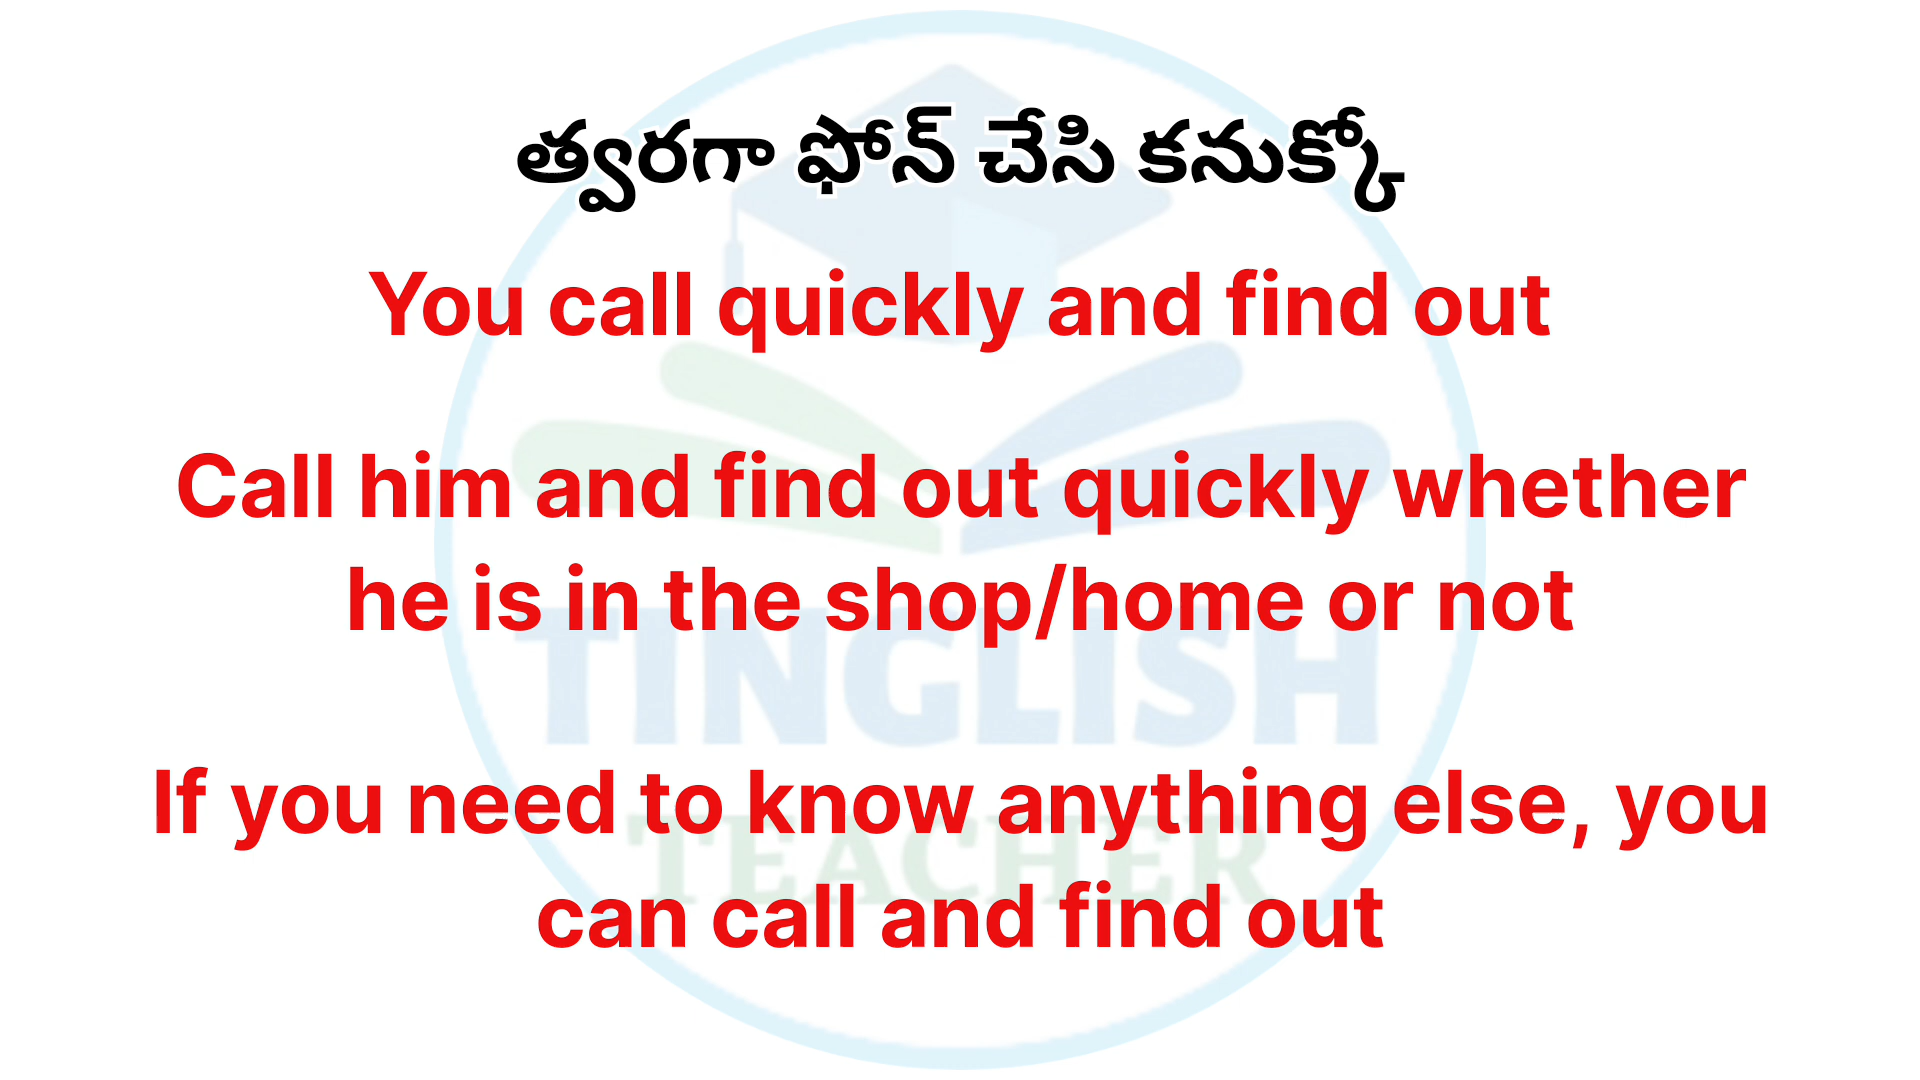 త్వరగా ఫోన్ చేసి కనుక్కో
You call quickly and find out
Call him and find out quickly whether
he is in the shop/home or not
TINGLISH
If you need to know anything else, you
TEACHER
can call and find out